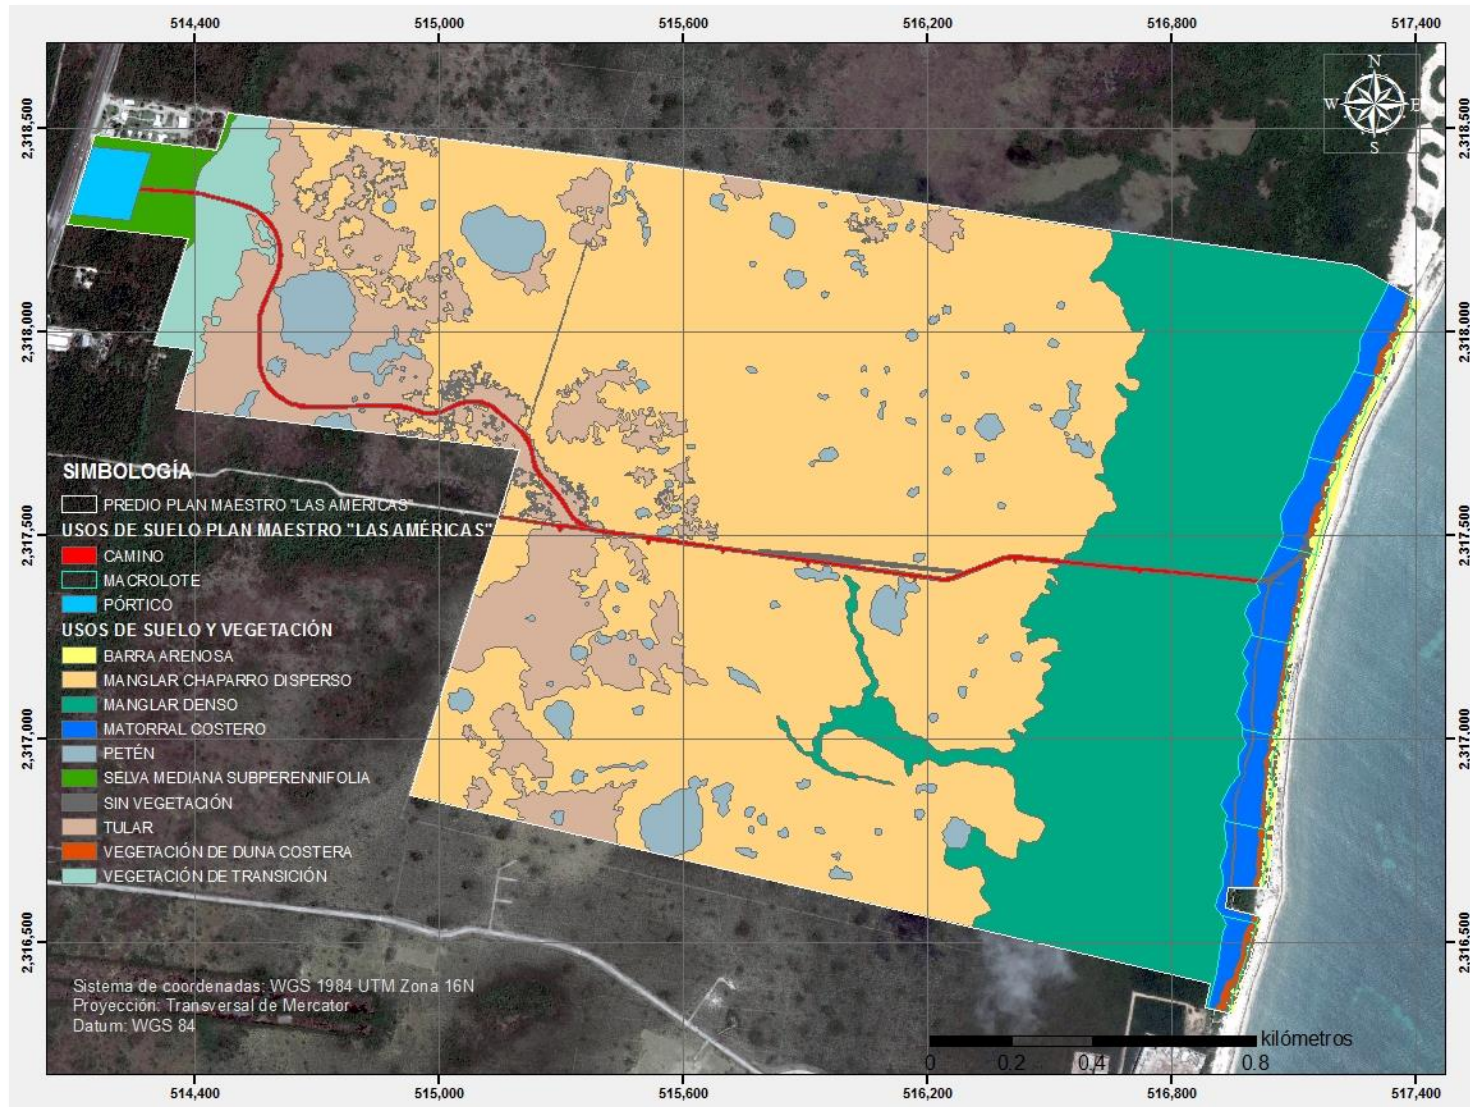 514,400 515,000 515,600 516,200 516,800 517,400
2,318,500 2,318,500
2,318,000 2,318,000
2,317,500 2,317,500
2,317,000 2,317,000
2,316,500 2,316,500
N
W E
S
SIMBOLOGÍA
PREDIO PLAN MAESTRO "LAS AMERICAS"
USOS DE SUELO PLAN MAESTRO "LAS AMÉRICAS"
CAMINO
MACROLOTE
PÓRTICO
USOS DE SUELO Y VEGETACIÓN
BARRA ARENOSA
MANGLAR CHAPARRO DISPERSO
MANGLAR DENSO
MATORRAL COSTERO
PETÉN
SELVA MEDIANA SUBPERENNIFOLIA
SIN VEGETACIÓN
TULAR
VEGETACIÓN DE DUNA COSTERA
VEGETACIÓN DE TRANSICIÓN
Sistema de coordenadas: WGS 1984 UTM Zona 16N
Proyección: Transversal de Mercator
Datum: WGS 84
kilómetros
0 0.2 0.4 0.8
514,400 515,000 515,600 516,200 516,800 517,400